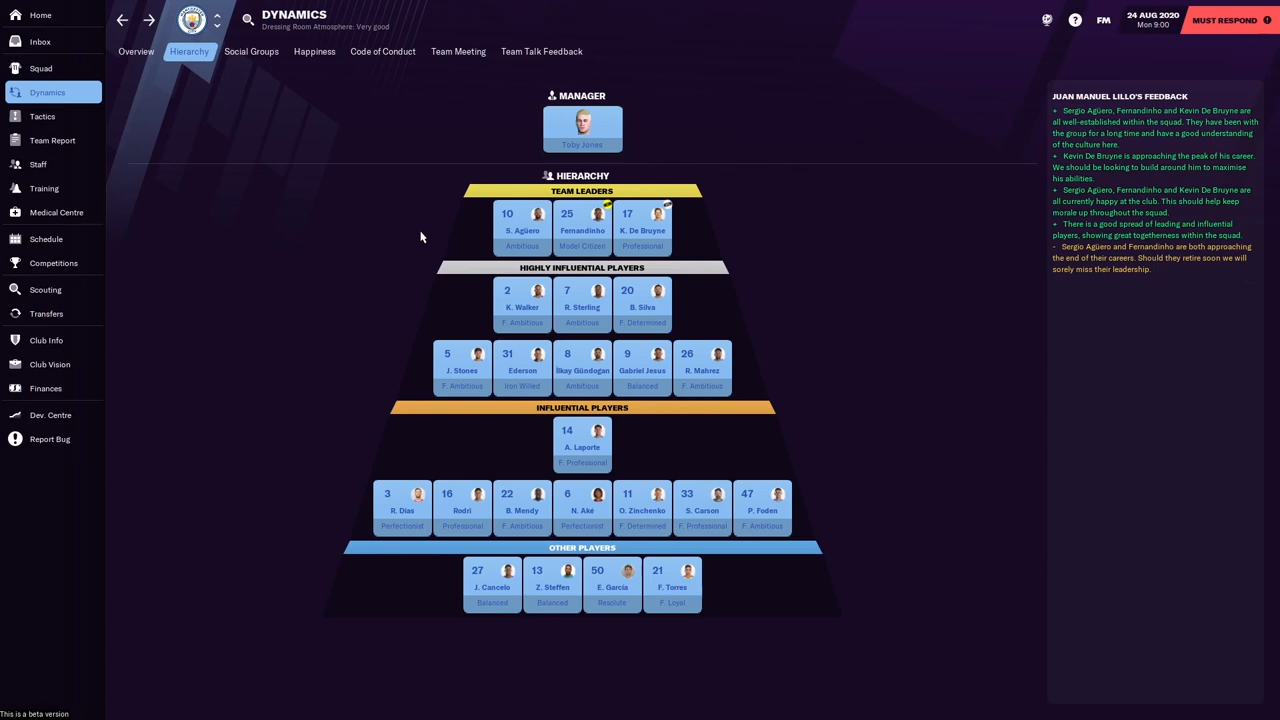 Home
Inbox
Squad
Dynamics
Tactics
Team Report
Staff
Training
Medical Centre
Schedule
Competitions
Scouting
Transfers
Club Info
Club Vision
Finances
Dev. Centre
Report Bug
This is a beta version
DYNAMICS
Dressing Room Atmosphere: Very good
? FM 24 AUG 2020
Mon 9:00
MUST RESPOND
Overview Hierarchy Social Groups Happiness Code of Conduct Team Meeting Team Talk Feedback
MANAGER
Toby Jones
HIERARCHY
TEAM LEADERS
10 25 17
S. Agüero Fernandinho K. De Bruyne
Ambitious Model Citizen Professional
HIGHLY INFLUENTIAL PLAYERS
2 7 20
K. Walker R. Sterling B. Silva
F. Ambitious Ambitious F. Determined
5 31 8 9 26
J. Stones Ederson İlkay Gündogan Gabriel Jesus R. Mahrez
F. Ambitious Iron Willed Ambitious Balanced F. Ambitious
INFLUENTIAL PLAYERS
14
A. Laporte
F. Professional
3 16 22 6 11 33 47
R. Dias Rodri B. Mendy N. Aké O. Zinchenko S. Carson P. Foden
Perfectionist Professional F. Ambitious Perfectionist F. Determined F. Professional F. Ambitious
OTHER PLAYERS
27 13 50 21
J. Cancelo Z. Steffen E. García F. Torres
Balanced Balanced Resolute F. Loyal
JUAN MANUEL LILLO'S FEEDBACK
+ Sergio Agüero, Fernandinho and Kevin De Bruyne are
all well-established within the squad. They have been with
the group for a long time and have a good understanding
of the culture here.
+ Kevin De Bruyne is approaching the peak of his career.
We should be looking to build around him to maximise
his abilities.
+ Sergio Agüero, Fernandinho and Kevin De Bruyne are
all currently happy at the club. This should help keep
morale up throughout the squad.
+ There is a good spread of leading and influential
players, showing great togetherness within the squad.
- Sergio Agüero and Fernandinho are both approaching
the end of their careers. Should they retire soon we will
sorely miss their leadership.